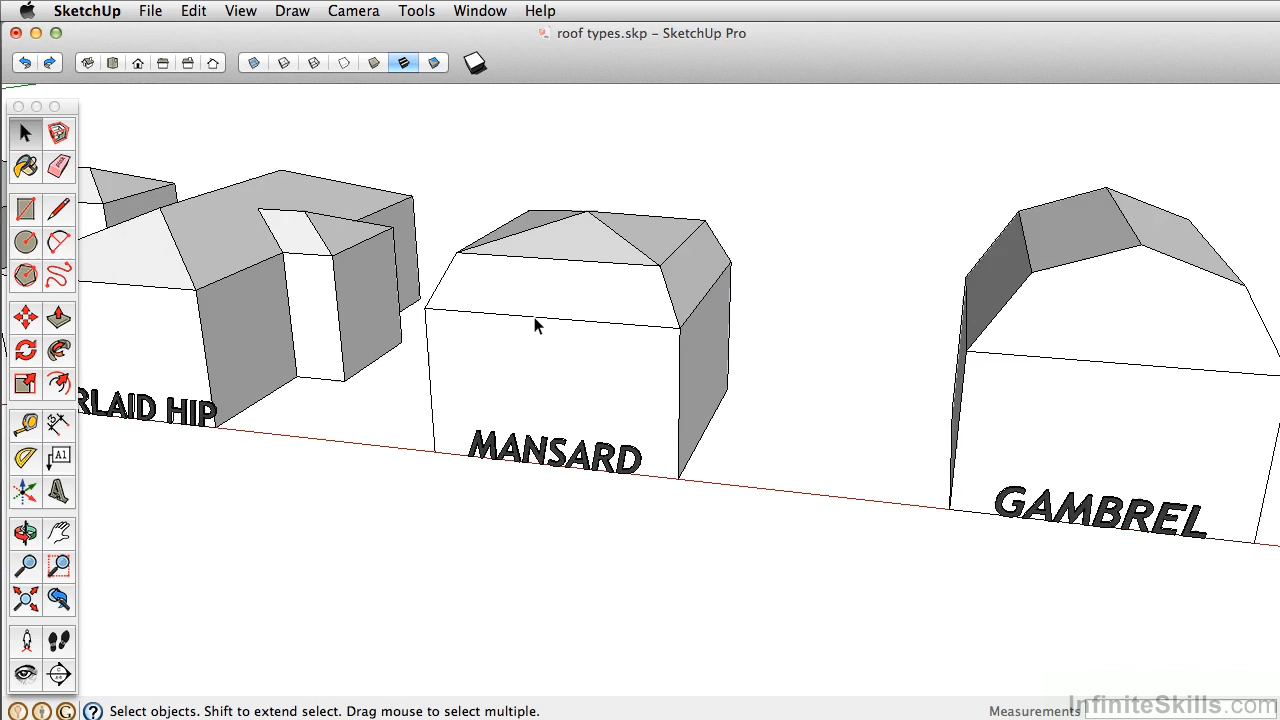 SketchUp File Edit View Draw Camera Tools Window Help
roof types.skp – SketchUp Pro
A1
RLAID HIP
MANSARD
GAMBREL
InfiniteSkills.com
Select objects. Shift to extend select. Drag mouse to select multiple.
Measurements